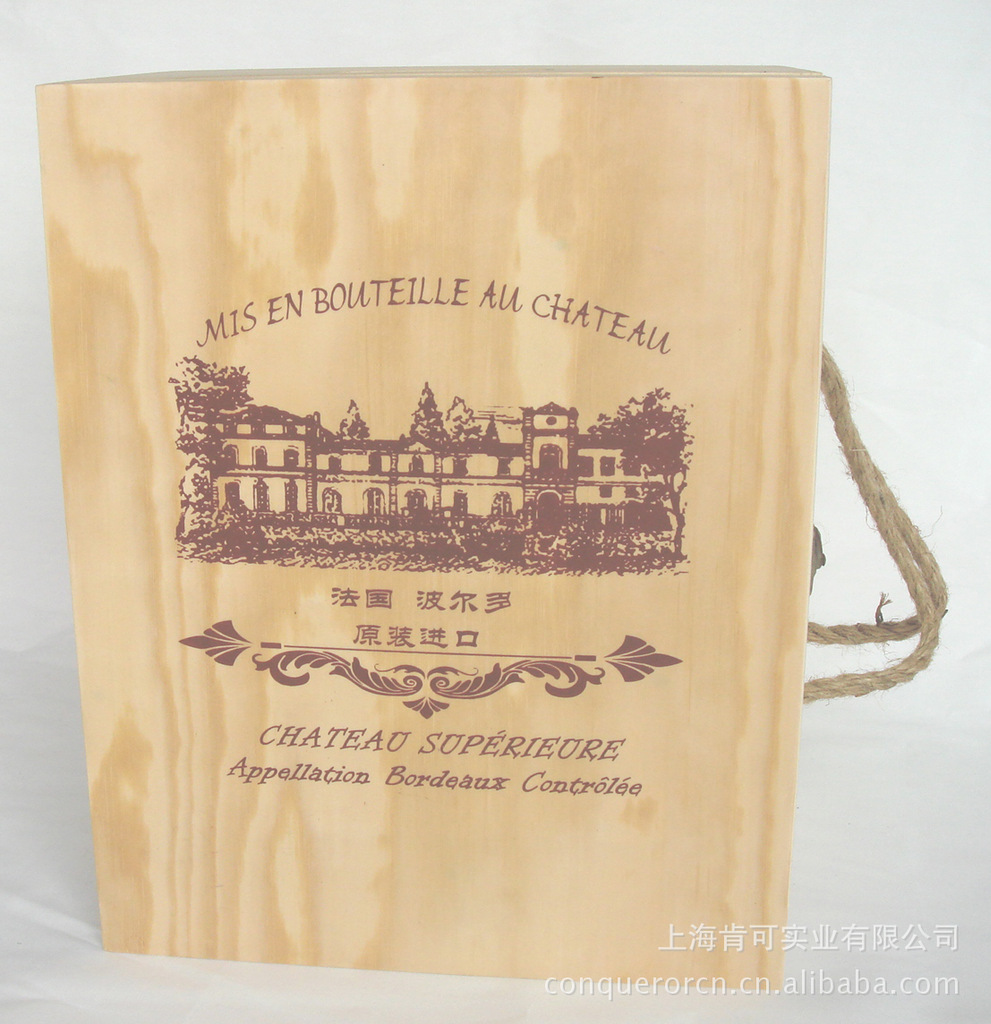 MIS EN BOUTEILLE AU CHATEAU
法国 波尔多
原装进口
CHATEAU SUPÉRIEURE
Appellation Bordeaux Contrôlée
上海肯可实业有限公司
conquerorcn.cn.alibaba.com